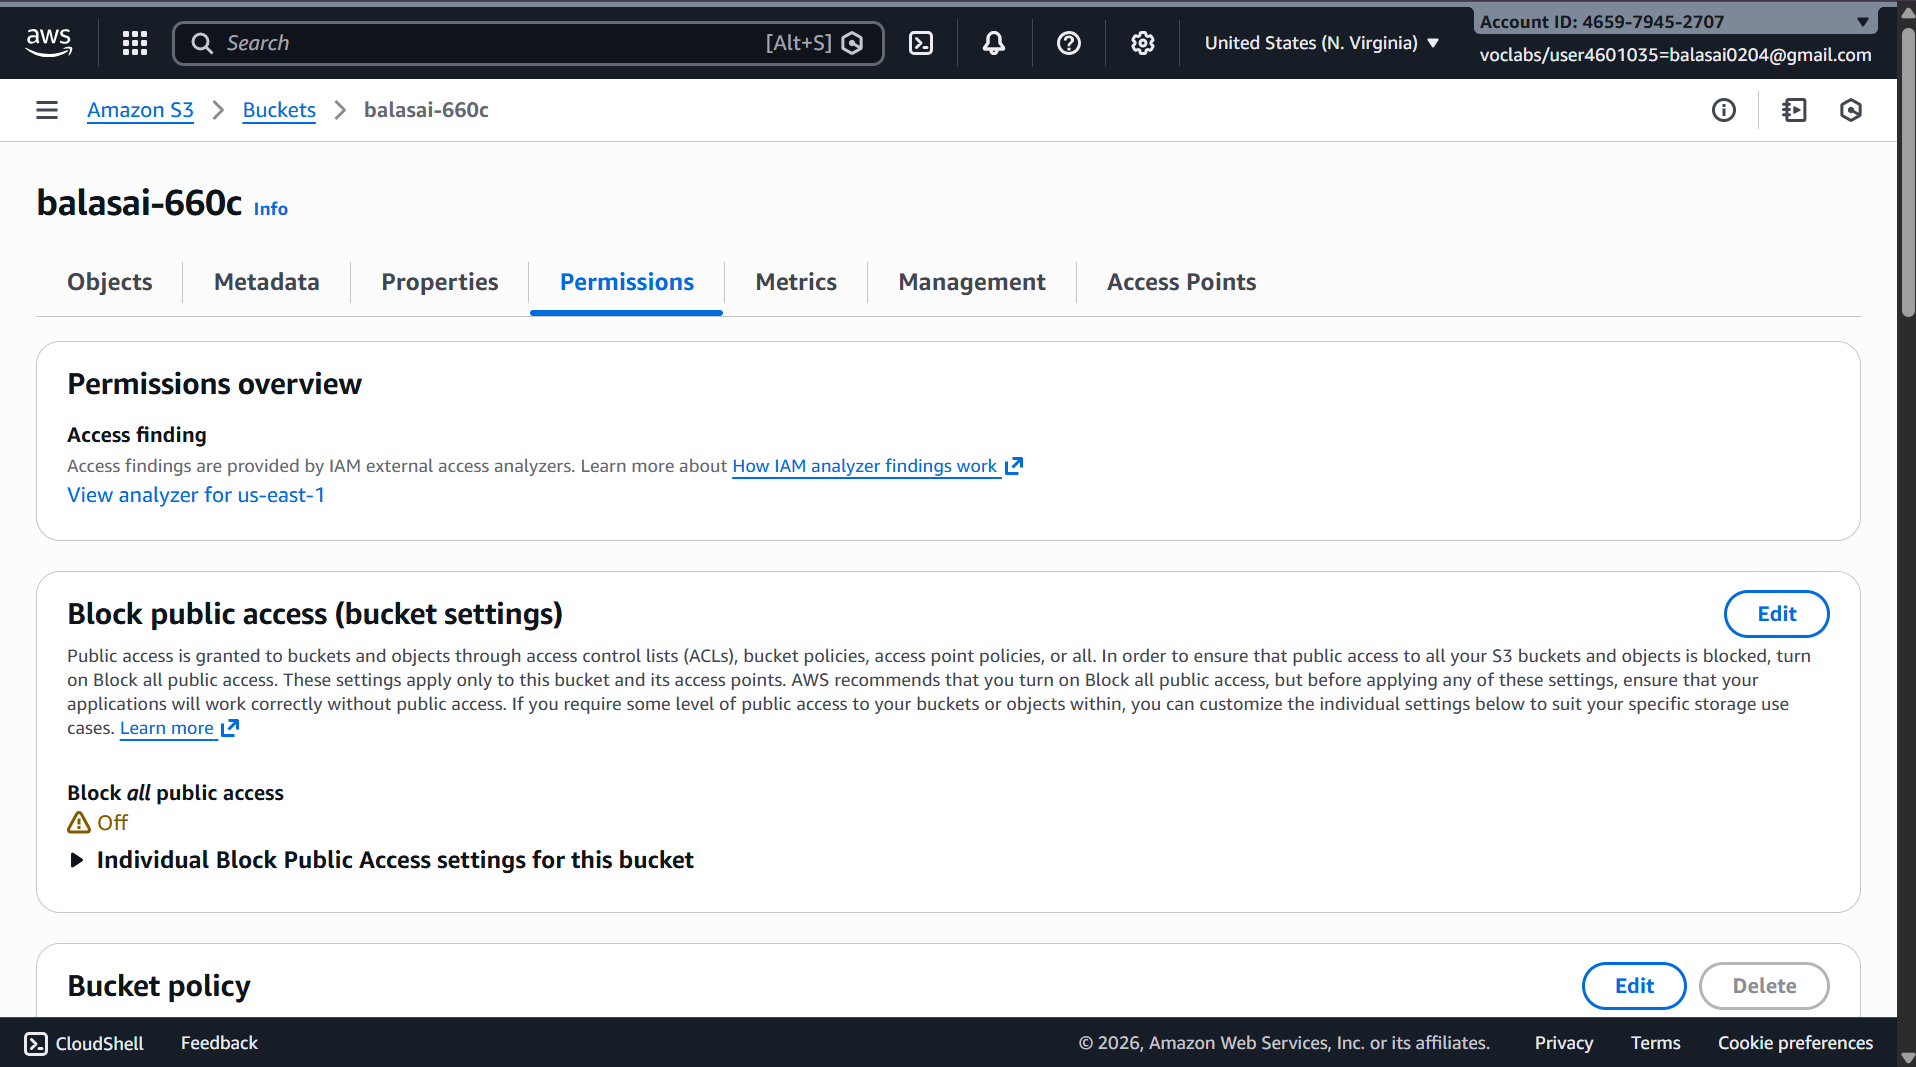 aws
Search [Alt+S]
United States (N. Virginia) ▼
Account ID: 4659-7945-2707
voclabs/user4601035=balasai0204@gmail.com
Amazon S3 > Buckets > balasai-660c
balasai-660c Info
Objects Metadata Properties Permissions Metrics Management Access Points
Permissions overview
Access finding
Access findings are provided by IAM external access analyzers. Learn more about How IAM analyzer findings work
View analyzer for us-east-1
Block public access (bucket settings)
Edit
Public access is granted to buckets and objects through access control lists (ACLs), bucket policies, access point policies, or all. In order to ensure that public access to all your S3 buckets and objects is blocked, turn
on Block all public access. These settings apply only to this bucket and its access points. AWS recommends that you turn on Block all public access, but before applying any of these settings, ensure that your
applications will work correctly without public access. If you require some level of public access to your buckets or objects within, you can customize the individual settings below to suit your specific storage use
cases. Learn more
Block all public access
Off
Individual Block Public Access settings for this bucket
Bucket policy
Edit Delete
CloudShell Feedback © 2026, Amazon Web Services, Inc. or its affiliates. Privacy Terms Cookie preferences